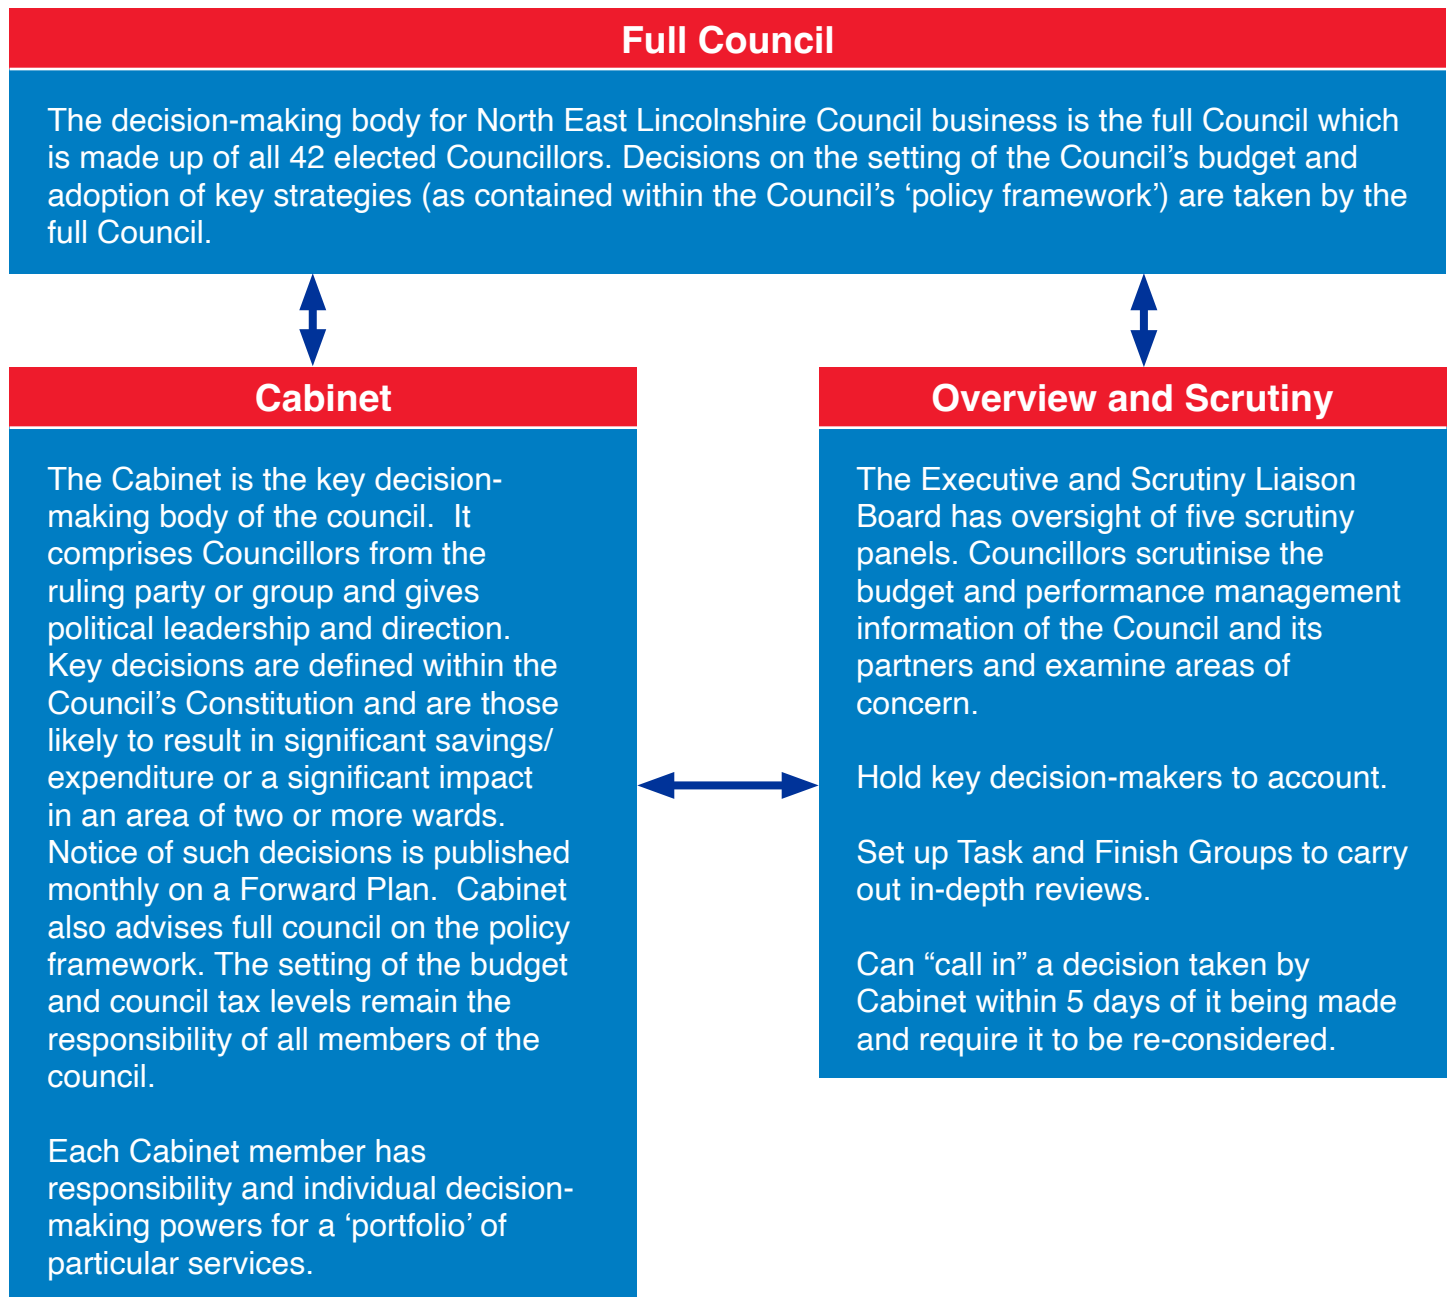 Full Council
The decision-making body for North East Lincolnshire Council business is the full Council which
is made up of all 42 elected Councillors. Decisions on the setting of the Council’s budget and
adoption of key strategies (as contained within the Council’s ‘policy framework’) are taken by the
full Council.
Cabinet
The Cabinet is the key decision-
making body of the council.  It
comprises Councillors from the
ruling party or group and gives
political leadership and direction.
Key decisions are defined within the
Council’s Constitution and are those
likely to result in significant savings/
expenditure or a significant impact
in an area of two or more wards.
Notice of such decisions is published
monthly on a Forward Plan.  Cabinet
also advises full council on the policy
framework. The setting of the budget
and council tax levels remain the
responsibility of all members of the
council.
Each Cabinet member has
responsibility and individual decision-
making powers for a ‘portfolio’ of
particular services.
Overview and Scrutiny
The Executive and Scrutiny Liaison
Board has oversight of five scrutiny
panels. Councillors scrutinise the
budget and performance management
information of the Council and its
partners and examine areas of
concern.
Hold key decision-makers to account.
Set up Task and Finish Groups to carry
out in-depth reviews.
Can “call in” a decision taken by
Cabinet within 5 days of it being made
and require it to be re-considered.